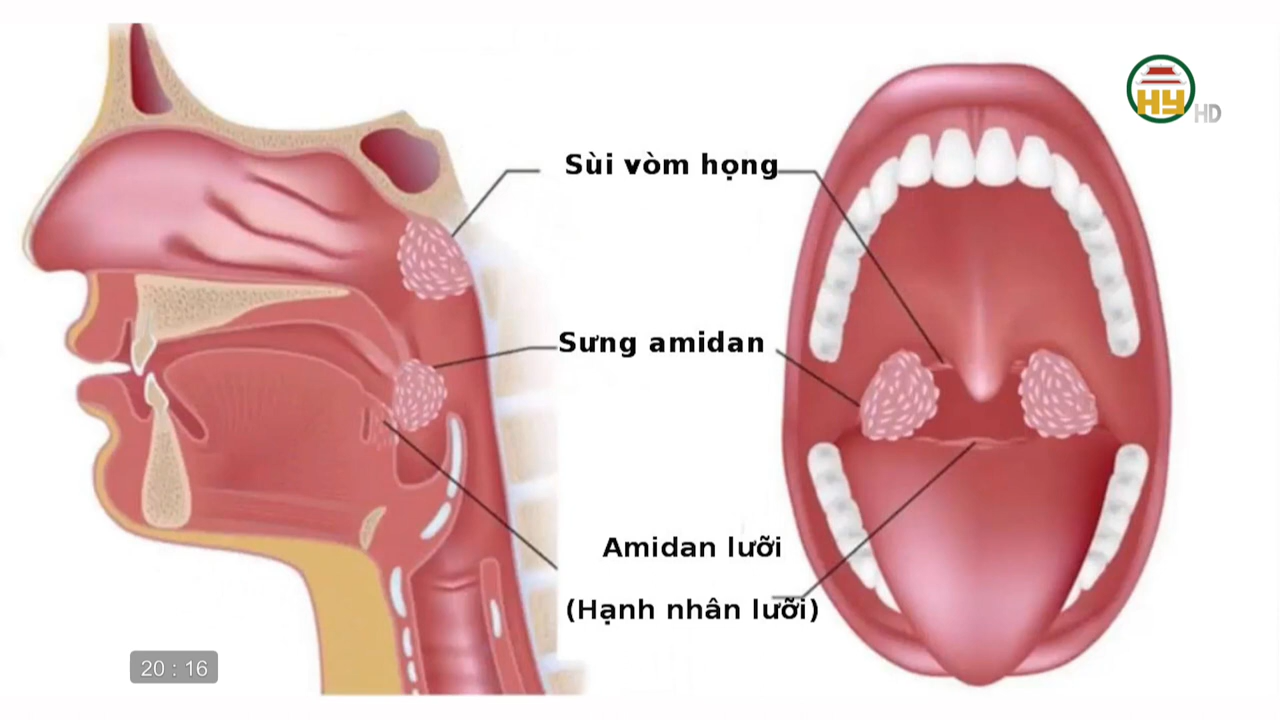 HY HD
Sùi vòm họng
Sưng amidan
Amidan lưỡi
(Hạnh nhân lưỡi)
20 : 16